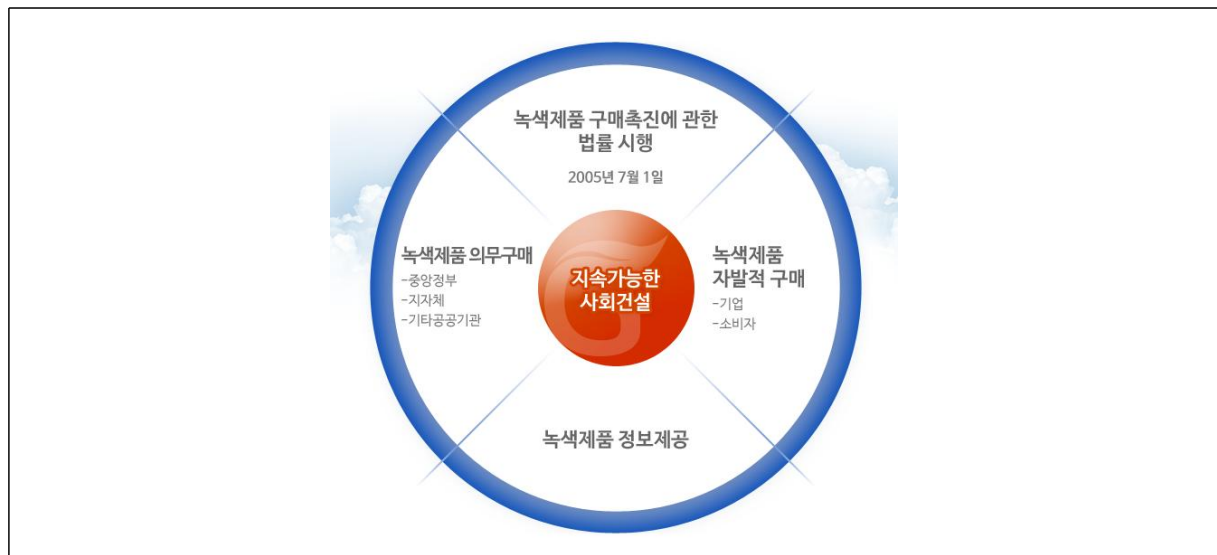 녹색제품 구매촉진에 관한
법률 시행
2005년 7월 1일
녹색제품 의무구매
-중앙정부
-지자체
-기타공공기관
지속가능한
사회건설
녹색제품
자발적 구매
-기업
-소비자
녹색제품 정보제공